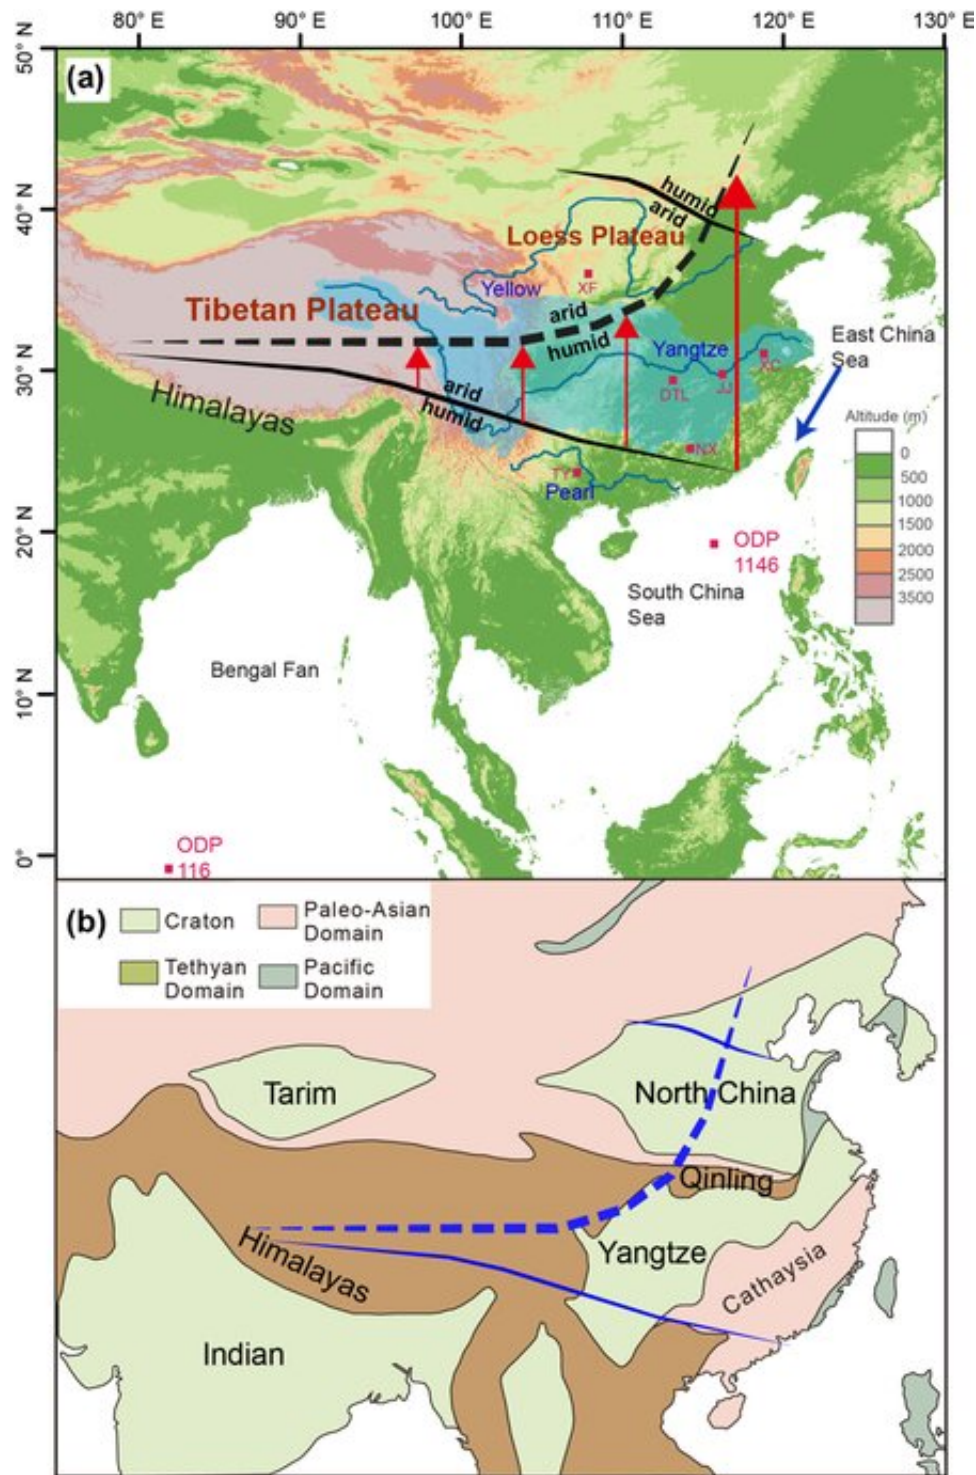 80° E
100° E
110° E
120° E
130° E
50° N
40° N
30° N
20° N
10° N
0°
(a)
humid
arid
Loess Plateau
XF
Yellow
Tibetan Plateau
arid
humid
Yangtze
East China
Sea
XC
JJ
DTL
arid
humid
Himalayas
Altitude (m)
0
500
1000
1500
2000
2500
3500
NX
TY
Pearl
ODP
1146
South China
Sea
Bengal Fan
ODP
116
(b)
Craton
Paleo-Asian
Domain
Tethyan
Domain
Pacific
Domain
Tarim
North China
Qinling
Himalayas
Yangtze
Cathaysia
Indian